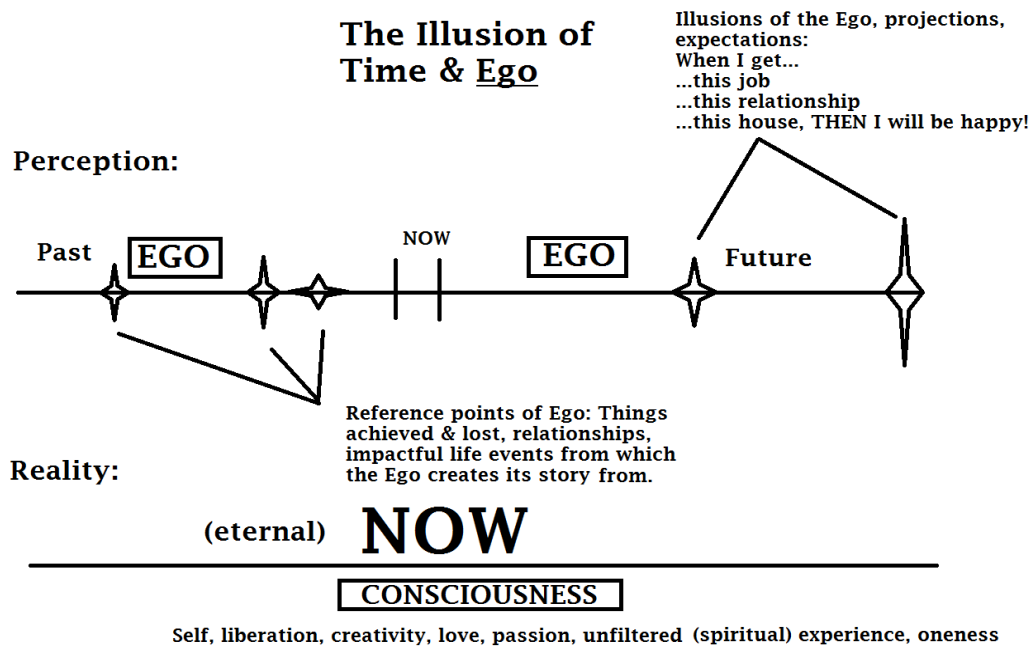 The Illusion of
Time & Ego
Illusions of the Ego, projections,
expectations:
When I get...
...this job
...this relationship
...this house, THEN I will be happy!
Perception:
Past
EGO
NOW
EGO
Future
Reference points of Ego: Things
achieved & lost, relationships,
impactful life events from which
the Ego creates its story from.
Reality:
(eternal) NOW
CONSCIOUSNESS
Self, liberation, creativity, love, passion, unfiltered (spiritual) experience, oneness